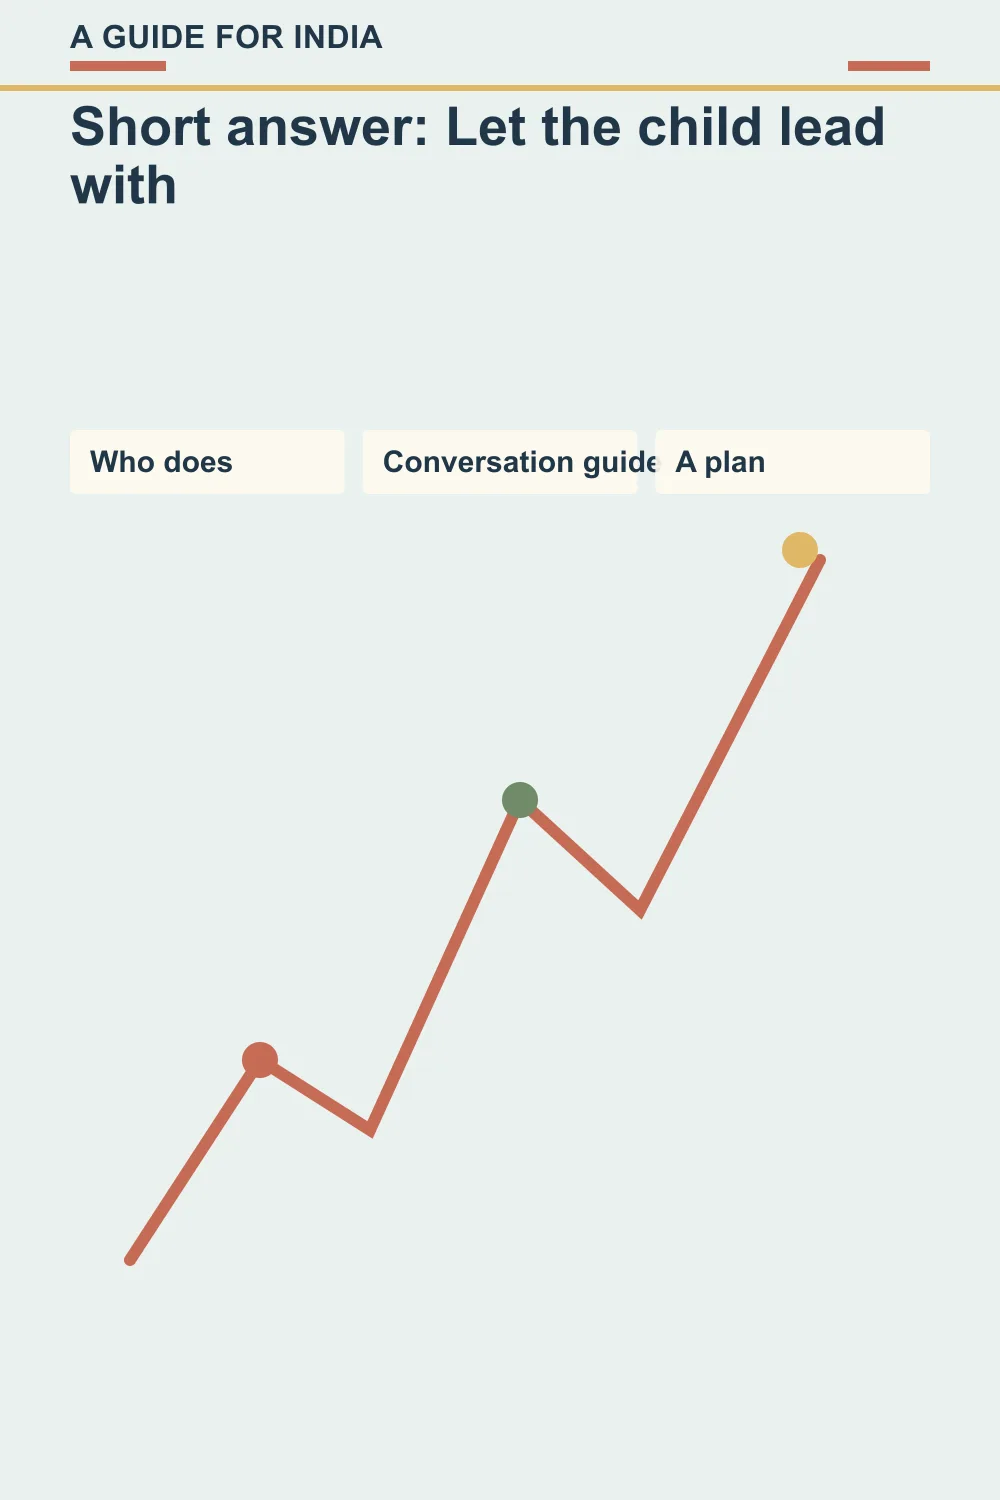 A GUIDE FOR INDIA
Short answer: Let the child lead
with
Who does
Conversation guide
A plan